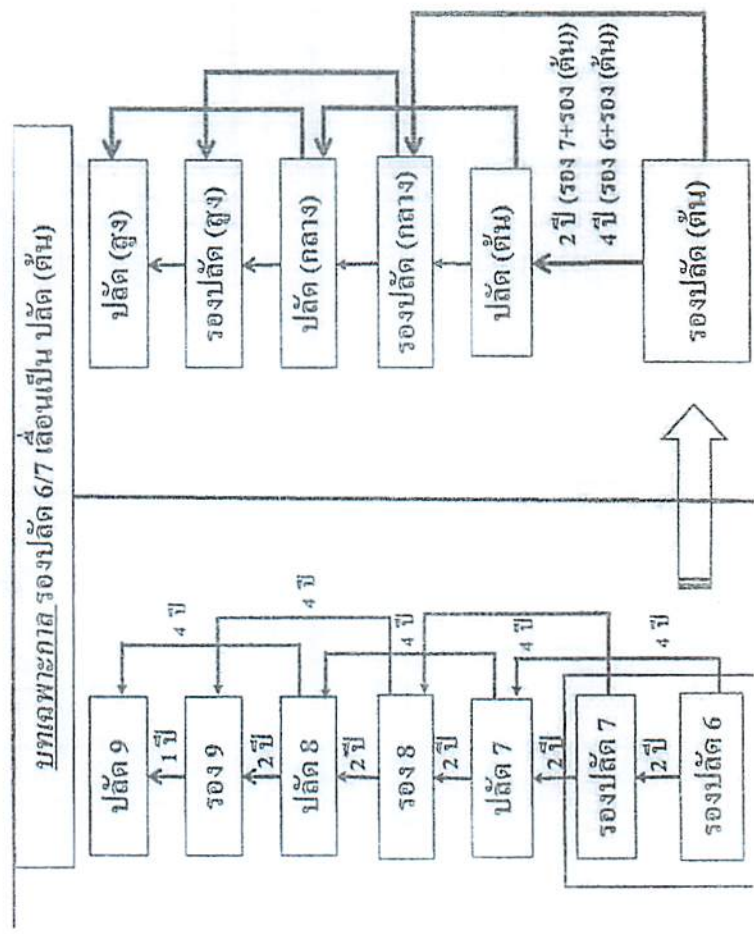 บทเฉพาะกาล รองปลัด 6/7 เลื่อนเป็น ปลัด (ต้น)
ปลัด 9
1 ปี
รอง 9
2 ปี
ปลัด 8
2 ปี
รอง 8
2 ปี
ปลัด 7
2 ปี
รองปลัด 7
2 ปี
รองปลัด 6
4 ปี
4 ปี
4 ปี
4 ปี
4 ปี
ปลัด (สูง)
รองปลัด (สูง)
ปลัด (กลาง)
รองปลัด (กลาง)
ปลัด (ต้น)
2 ปี (รอง 7+รอง (ต้น))
4 ปี (รอง 6+รอง (ต้น))
รองปลัด (ต้น)